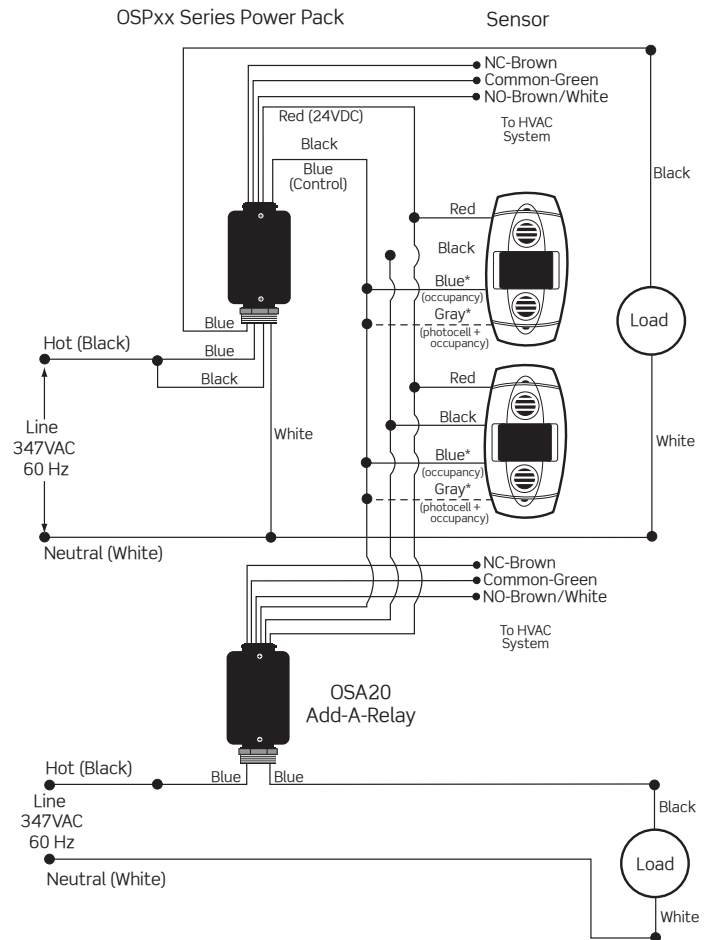 OSPxx Series Power Pack
Sensor
NC-Brown
Common-Green
NO-Brown/White
Red (24VDC)
To HVAC
System
Black
Blue
(Control)
Black
Red
Black
Blue*
(occupancy)
Gray*
(photocell +
occupancy)
Load
Blue
Hot (Black)
Blue
Black
Line
347VAC
60 Hz
White
Red
Black
Blue*
(occupancy)
Gray*
(photocell +
occupancy)
White
Neutral (White)
NC-Brown
Common-Green
NO-Brown/White
To HVAC
System
OSA20
Add-A-Relay
Hot (Black)
Blue
Blue
Line
347VAC
60 Hz
Black
Load
Neutral (White)
White